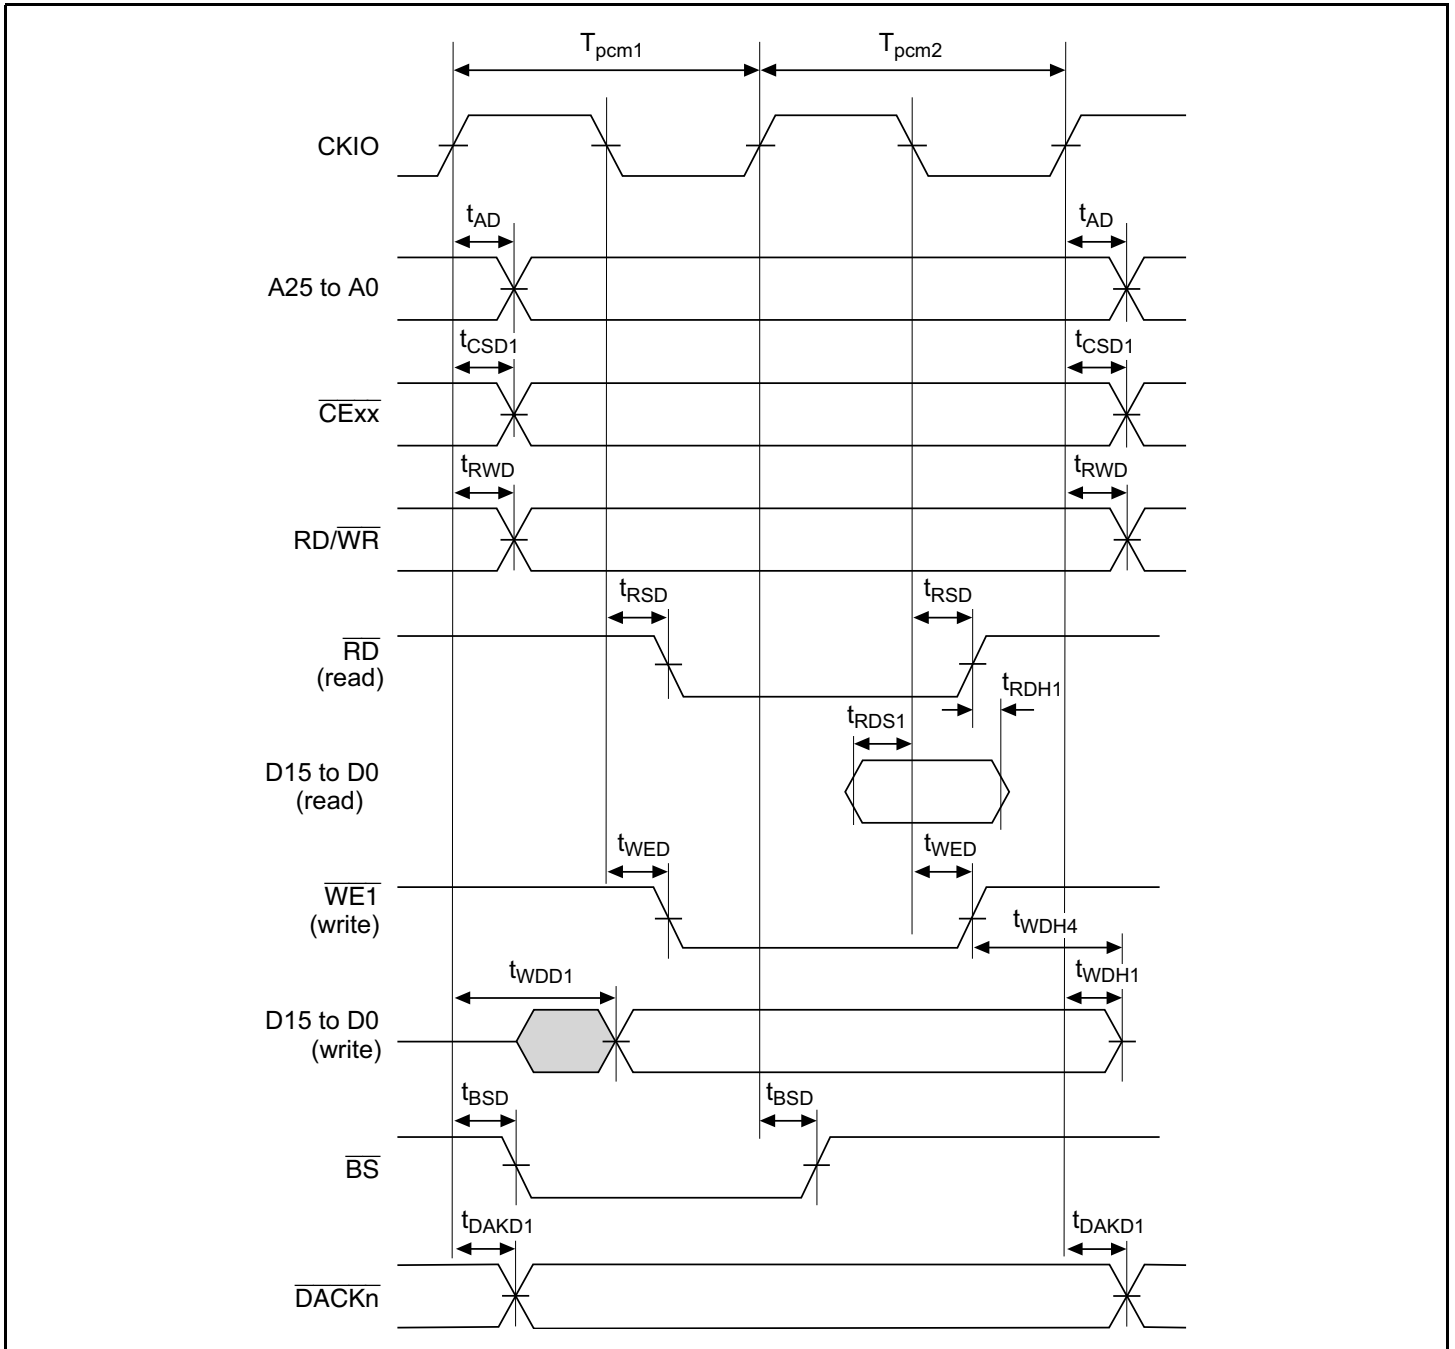 Tpcm1 Tpcm2
CKIO
tAD tAD
A25 to A0
tCSD1 tCSD1
CExx
tRWD tRWD
RD/WR
tRSD tRSD
RD
(read)
tRDH1
tRDS1
D15 to D0
(read)
tWED tWED
WE1
(write)
tWDH4
tWDD1 tWDH1
D15 to D0
(write)
tBSD tBSD
BS
tDAKD1 tDAKD1
DACKn